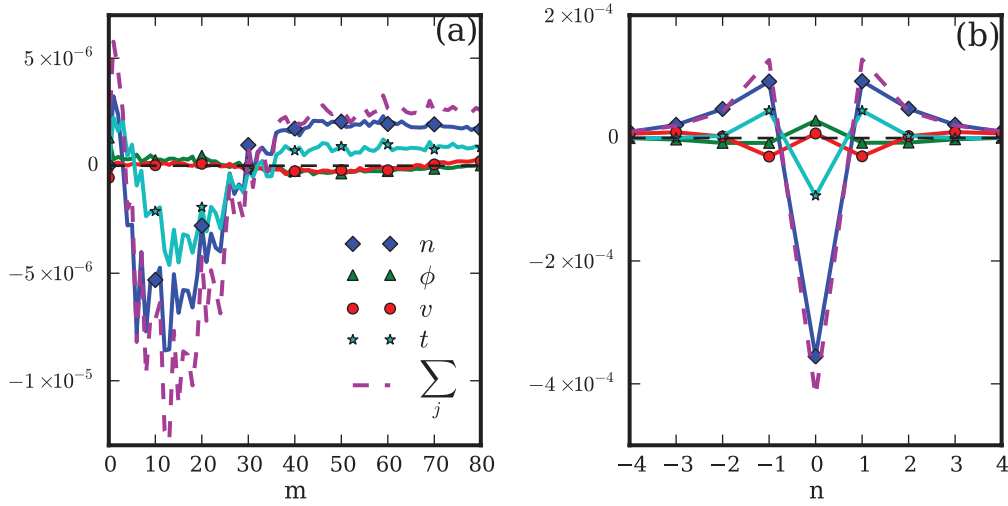 (a)
5 ×10⁻⁶
0
−5 ×10⁻⁶
−1 ×10⁻⁵
0 10 20 30 40 50 60 70 80
m
n
ϕ
v
t
∑
j
(b)
2 ×10⁻⁴
0
−2 ×10⁻⁴
−4 ×10⁻⁴
−4 −3 −2 −1 0 1 2 3 4
n